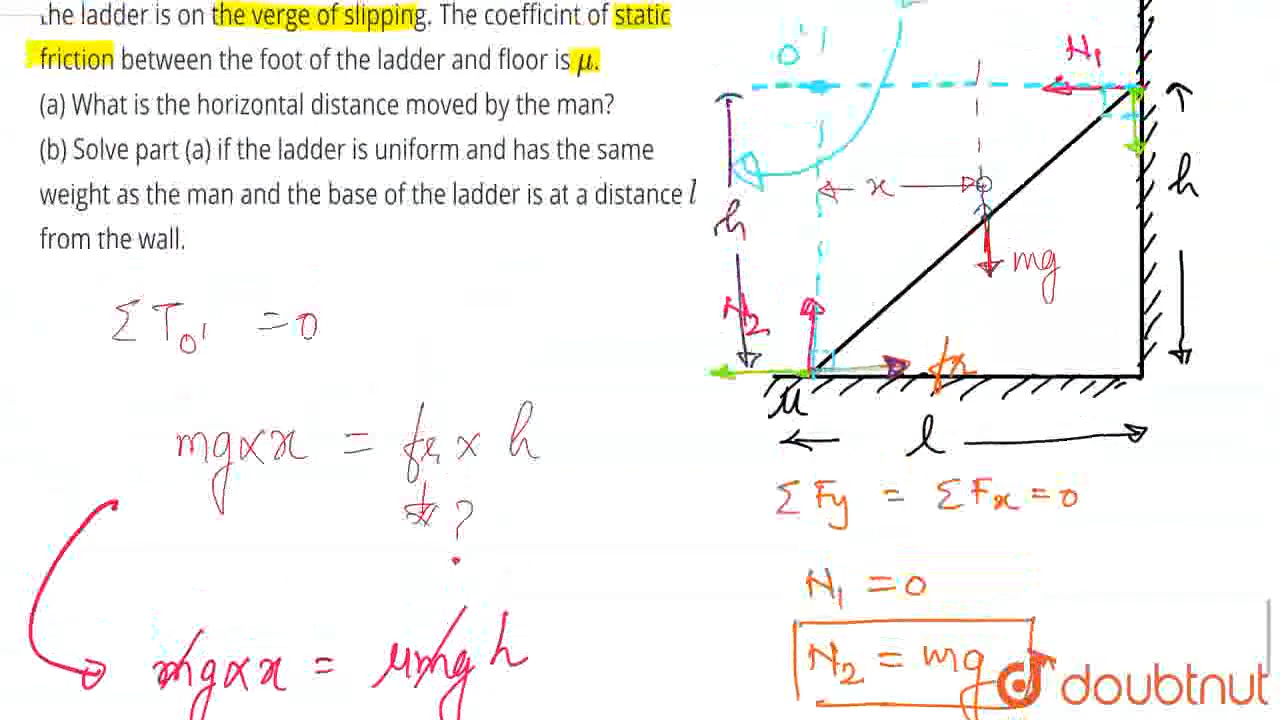 the ladder is on the verge of slipping. The coefficint of static
friction between the foot of the ladder and floor is μ.
(a) What is the horizontal distance moved by the man?
(b) Solve part (a) if the ladder is uniform and has the same
weight as the man and the base of the ladder is at a distance l
from the wall.
Σ T_O' = 0
mg × x = fr × h
?
mg × x = μmg h
O'
N1
x
h
h
mg
N2
fr
μ
l
ΣFy = ΣFx = 0
N1 = 0
N2 = mg
doubtnut